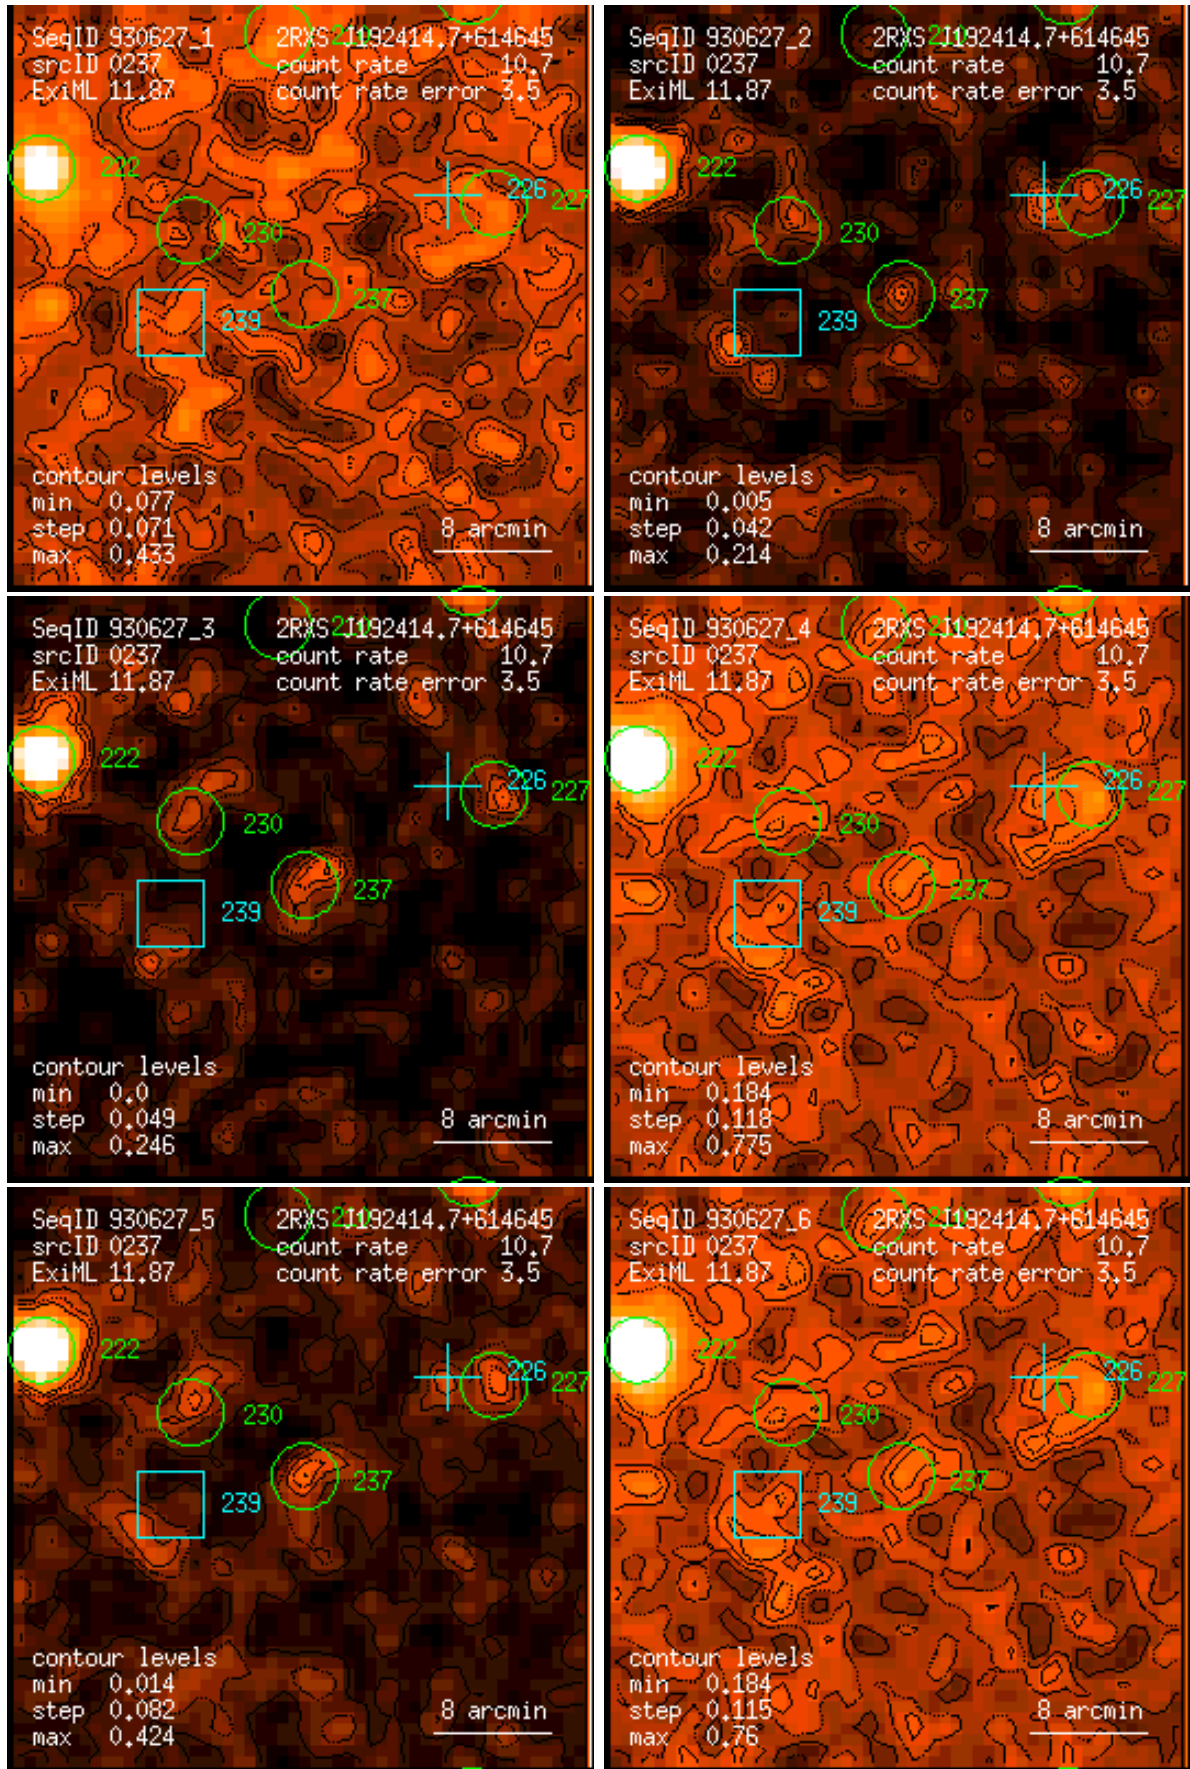 SeqID 930627_1 2RXS J192414.7+614645
srcID 0237 count rate 10.7
ExiML 11.87 count rate error 3.5
222
226
227
230
237
239
contour levels
min 0.077
step 0.071
max 0.433
8 arcmin
SeqID 930627_2 2RXS J192414.7+614645
srcID 0237 count rate 10.7
ExiML 11.87 count rate error 3.5
222
226
227
230
237
239
contour levels
min 0.005
step 0.042
max 0.214
8 arcmin
SeqID 930627_3 2RXS J192414.7+614645
srcID 0237 count rate 10.7
ExiML 11.87 count rate error 3.5
222
226
227
230
237
239
contour levels
min 0.0
step 0.049
max 0.246
8 arcmin
SeqID 930627_4 2RXS J192414.7+614645
srcID 0237 count rate 10.7
ExiML 11.87 count rate error 3.5
222
226
227
230
237
239
contour levels
min 0.184
step 0.118
max 0.775
8 arcmin
SeqID 930627_5 2RXS J192414.7+614645
srcID 0237 count rate 10.7
ExiML 11.87 count rate error 3.5
222
226
227
230
237
239
contour levels
min 0.014
step 0.082
max 0.424
8 arcmin
SeqID 930627_6 2RXS J192414.7+614645
srcID 0237 count rate 10.7
ExiML 11.87 count rate error 3.5
222
226
227
230
237
239
contour levels
min 0.184
step 0.115
max 0.76
8 arcmin